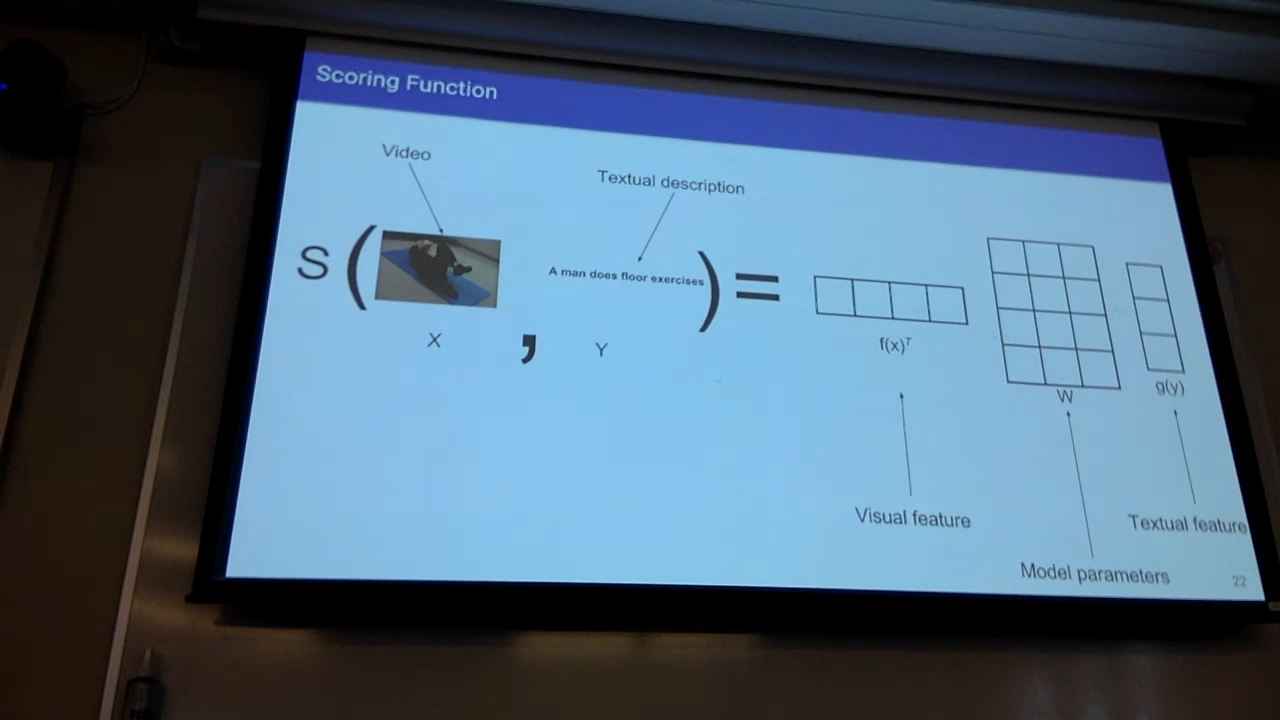 Scoring Function
Video
Textual description
S ( , ) =
A man does floor exercises
X
Y
f(x)ᵀ
W
g(y)
Visual feature
Textual feature
Model parameters
22